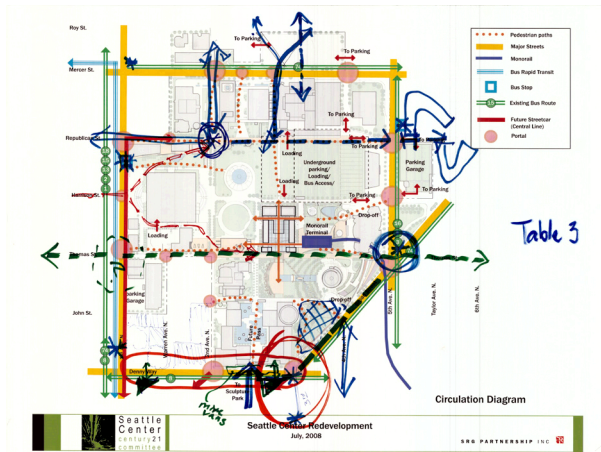 Roy St.
To Parking
To Parking
Mercer St.
Pedestrian paths
Major Streets
Monorail
Bus Rapid Transit
Bus Stop
Existing Bus Route
Future Streetcar
(Central Line)
Portal
Republican
To Parking
To Parking
Loading
Underground
parking/
Loading/
Bus Access/
Parking
Garage
Loading
To Parking
Drop-off
Loading
Monorail
Terminal
Table 3
Thomas St.
Drop off
parking
Garage
John St.
Warren Ave. N.
2nd Ave. N.
5th Ave. N.
Taylor Ave. N.
6th Ave. N.
Denny Way
To
Sculpture
Park
Circulation Diagram
Seattle
Center
century 21
committee
Seattle Center Redevelopment
July, 2008
SRG PARTNERSHIP INC